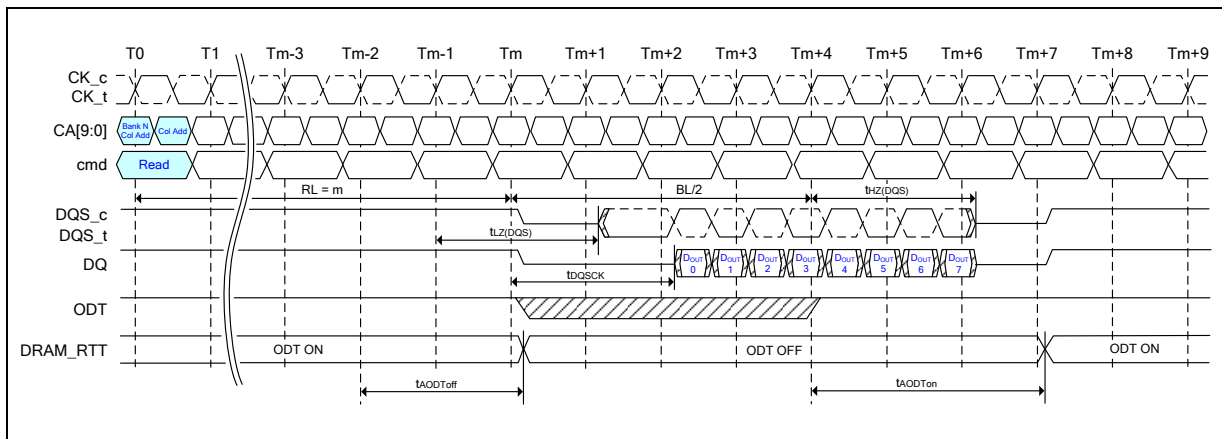 T0 T1 Tm-3 Tm-2 Tm-1 Tm Tm+1 Tm+2 Tm+3 Tm+4 Tm+5 Tm+6 Tm+7 Tm+8 Tm+9
CK_c
CK_t
CA[9:0]
Bank N
Col Add
Col Add
cmd
Read
RL = m
BL/2
tHZ(DQS)
DQS_c
DQS_t
tLZ(DQS)
DQ
DOUT 0
DOUT 1
DOUT 2
DOUT 3
DOUT 4
DOUT 5
DOUT 6
DOUT 7
tDQSCK
ODT
DRAM_RTT
ODT ON
ODT OFF
ODT ON
tAODToff
tAODTon